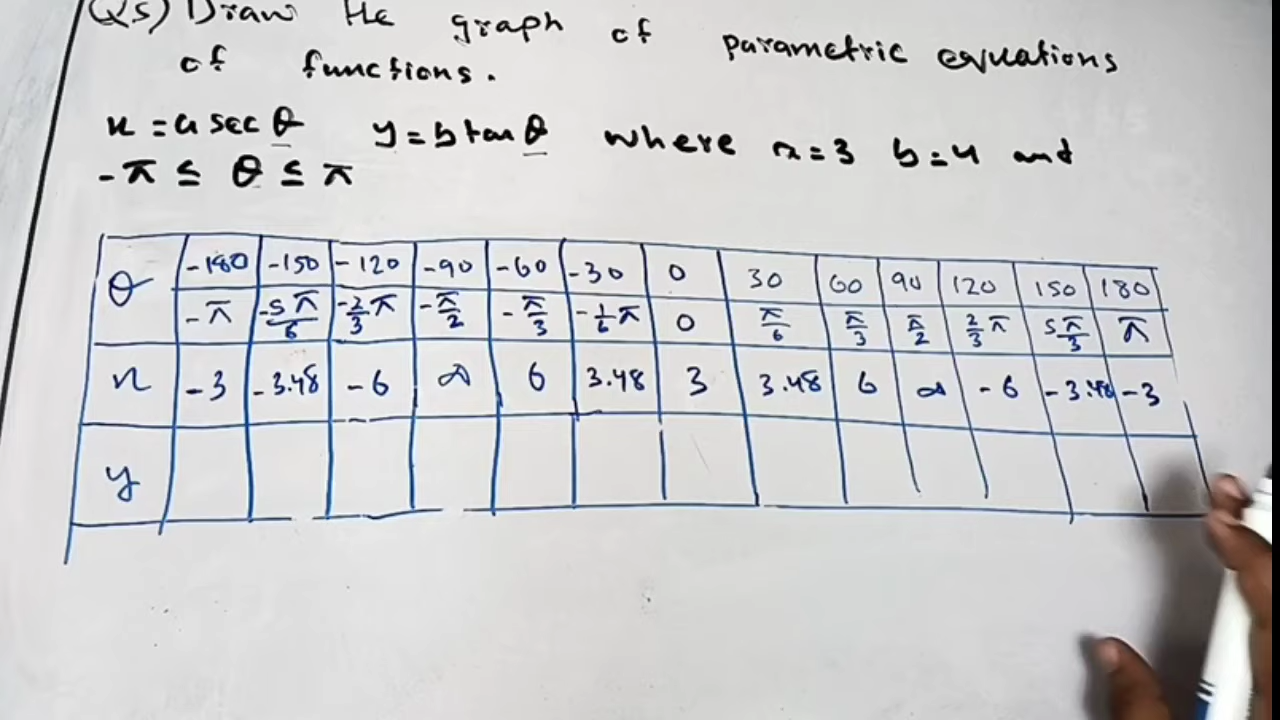 Q5) Draw the graph of parametric equations
of functions.
x = a sec θ y = b tan θ where x = 3 b = 4 and
-π ≤ θ ≤ π
θ -180 -150 -120 -90 -60 -30 0 30 60 90 120 150 180
-π -5π/6 -2/3π -π/2 -π/3 -1/6π 0 π/6 π/3 π/2 2/3π 5π/3 π
x -3 -3.48 -6 ∞ 6 3.48 3 3.48 6 ∞ -6 -3.48 -3
y